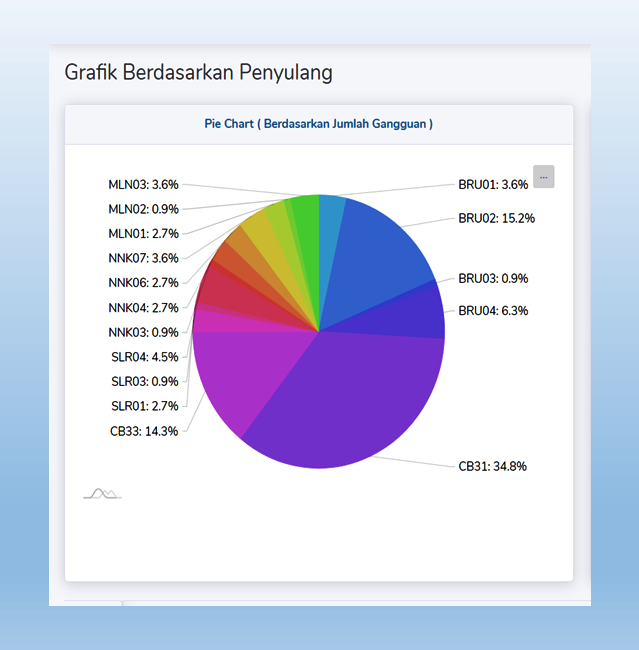 Grafik Berdasarkan Penyulang
Pie Chart ( Berdasarkan Jumlah Gangguan )
...
MLN03: 3.6%
MLN02: 0.9%
MLN01: 2.7%
NNK07: 3.6%
NNK06: 2.7%
NNK04: 2.7%
NNK03: 0.9%
SLR04: 4.5%
SLR03: 0.9%
SLR01: 2.7%
CB33: 14.3%
BRU01: 3.6%
BRU02: 15.2%
BRU03: 0.9%
BRU04: 6.3%
CB31: 34.8%